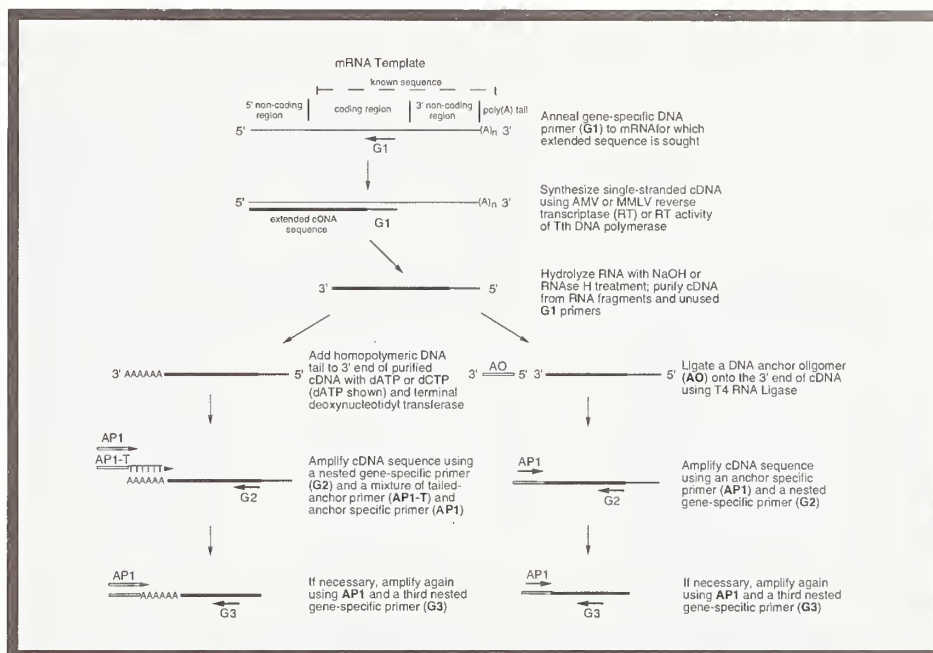 mRNA Template
known sequence
5' non-coding
region
coding region
3' non-coding
region
poly(A) tail
5'
(A)n 3'
G1
Anneal gene-specific DNA
primer (G1) to mRNAfor which
extended sequence is sought
5'
(A)n 3'
extended cDNA
sequence
G1
Synthesize single-stranded cDNA
using AMV or MMLV reverse
transcriptase (RT) or RT activity
of Tth DNA polymerase
3'
5'
Hydrolyze RNA with NaOH or
RNAse H treatment; purify cDNA
from RNA fragments and unused
G1 primers
3' AAAAAA
5'
Add homopolymeric DNA
tail to 3' end of purified
cDNA with dATP or dCTP
(dATP shown) and terminal
deoxynucleotidyl transferase
AO
3'
5' 3'
5'
Ligate a DNA anchor oligomer
(AO) onto the 3' end of cDNA
using T4 RNA Ligase
AP1
AP1-T
TTTTT
AAAAAA
G2
Amplify cDNA sequence using
a nested gene-specific primer
(G2) and a mixture of tailed-
anchor primer (AP1-T) and
anchor specific primer (AP1)
AP1
G2
Amplify cDNA sequence
using an anchor specific
primer (AP1) and a nested
gene-specific primer (G2)
AP1
AAAAAA
G3
If necessary, amplify again
using AP1 and a third nested
gene-specific primer (G3)
AP1
G3
If necessary, amplify again
using AP1 and a third nested
gene-specific primer (G3)